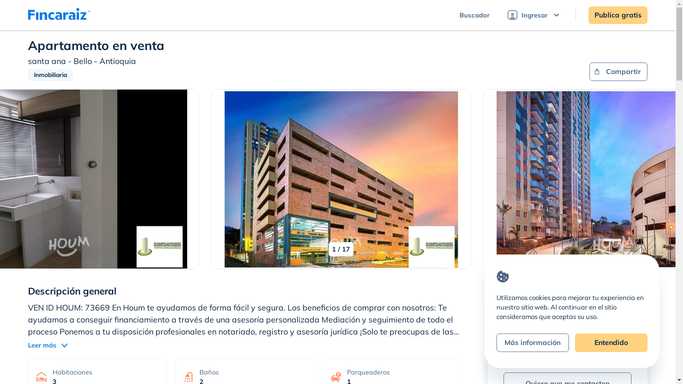 Fincaraiz
Buscador
Ingresar
Publica gratis
Apartamento en venta
santa ana - Bello - Antioquia
Inmobiliaria
Compartir
HOUM
1 / 17
HOUM
Descripción general
VEN ID HOUM: 73669 En Houm te ayudamos de forma fácil y segura. Los beneficios de comprar con nosotros: Te
ayudamos a conseguir financiamiento a través de una asesoría personalizada Mediación y seguimiento de todo el
proceso Ponemos a tu disposición profesionales en notariado, registro y asesoría jurídica ¡Solo te preocupas de las...
Leer más
Habitaciones
3
Baños
2
Parqueaderos
1
Utilizamos cookies para mejorar tu experiencia en
nuestro sitio web. Al continuar en el sitio
consideramos que aceptas su uso.
Más información
Entendido
Quiero que me contacten